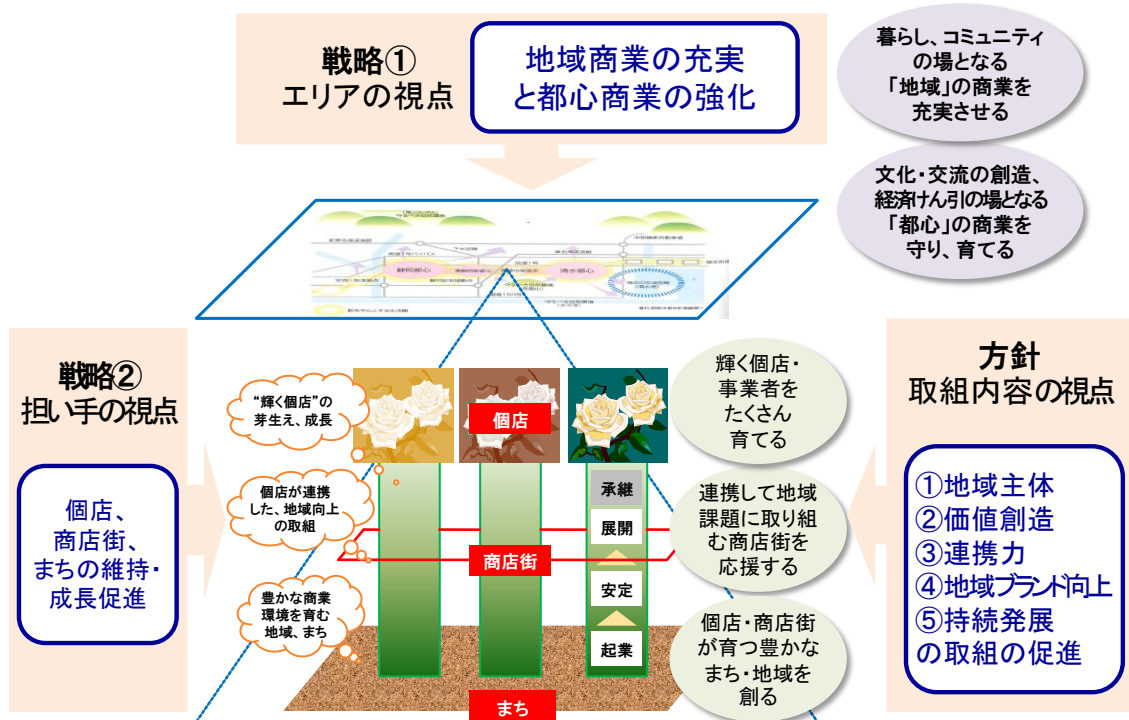 戦略①
エリアの視点
地域商業の充実
と都心商業の強化
暮らし、コミュニティ
の場となる
「地域」の商業を
充実させる
文化・交流の創造、
経済けん引の場となる
「都心」の商業を
守り、育てる
静岡都心
清水都心
戦略②
担い手の視点
個店、
商店街、
まちの維持・
成長促進
“輝く個店”の
芽生え、成長
個店が連携
した、地域向上
の取組
豊かな商業
環境を育む
地域、まち
個店
商店街
まち
承継
展開
安定
起業
輝く個店・
事業者を
たくさん
育てる
連携して地域
課題に取り組
む商店街を
応援する
個店・商店街
が育つ豊かな
まち・地域を
創る
方針
取組内容の視点
①地域主体
②価値創造
③連携力
④地域ブランド向上
⑤持続発展
の取組の促進